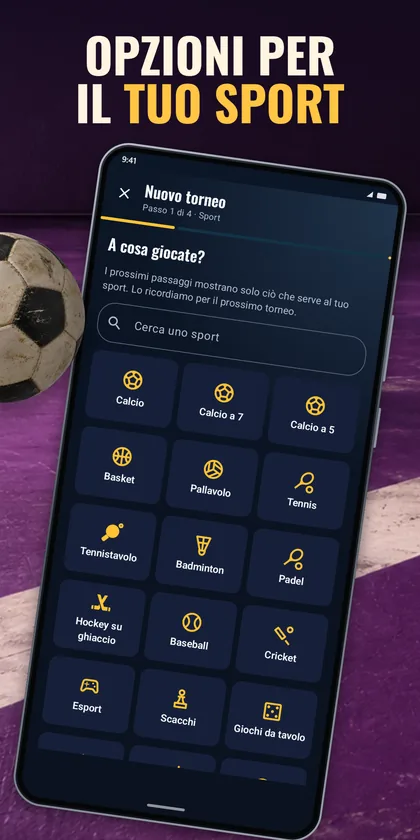 OPZIONI PER
IL TUO SPORT
9:41
Nuovo torneo
Passo 1 di 4 · Sport
A cosa giocate?
I prossimi passaggi mostrano solo ciò che serve al tuo
sport. Lo ricordiamo per il prossimo torneo.
Cerca uno sport
Calcio
Calcio a 7
Calcio a 5
Basket
Pallavolo
Tennis
Tennistavolo
Badminton
Padel
Hockey su
ghiaccio
Baseball
Cricket
Esport
Scacchi
Giochi da tavolo